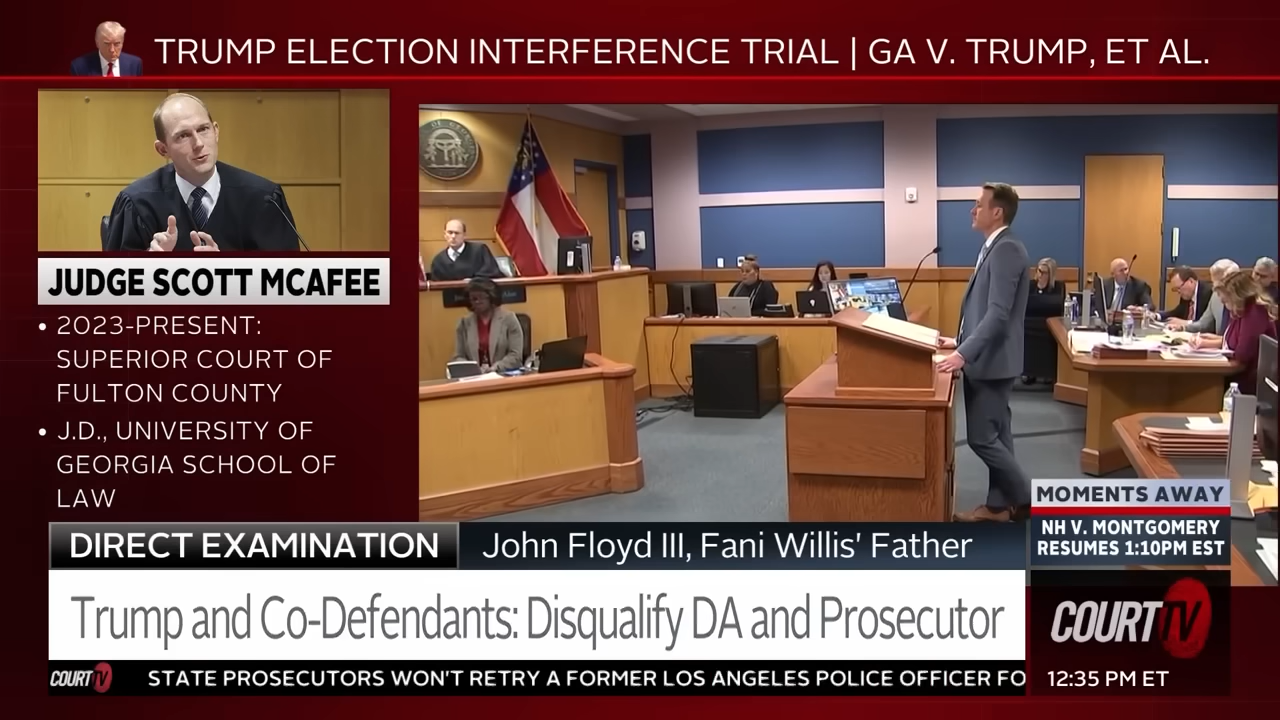 TRUMP ELECTION INTERFERENCE TRIAL | GA V. TRUMP, ET AL.
JUDGE SCOTT MCAFEE
• 2023-PRESENT:
SUPERIOR COURT OF
FULTON COUNTY
• J.D., UNIVERSITY OF
GEORGIA SCHOOL OF
LAW
MOMENTS AWAY
NH V. MONTGOMERY
RESUMES 1:10PM EST
DIRECT EXAMINATION
John Floyd III, Fani Willis' Father
Trump and Co-Defendants: Disqualify DA and Prosecutor
COURT TV
COURT TV
STATE PROSECUTORS WON'T RETRY A FORMER LOS ANGELES POLICE OFFICER FO
12:35 PM ET